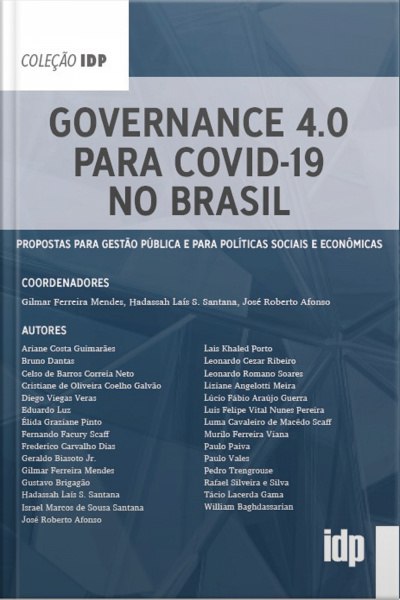 COLEÇÃO IDP
GOVERNANCE 4.0
PARA COVID-19
NO BRASIL
PROPOSTAS PARA GESTÃO PÚBLICA E PARA POLÍTICAS SOCIAIS E ECONÔMICAS
COORDENADORES
Gilmar Ferreira Mendes, Hadassah Laís S. Santana, José Roberto Afonso
AUTORES
Ariane Costa Guimarães
Bruno Dantas
Celso de Barros Correia Neto
Cristiane de Oliveira Coelho Galvão
Diego Viegas Veras
Eduardo Luz
Élida Graziane Pinto
Fernando Facury Scaff
Frederico Carvalho Dias
Geraldo Biasoto Jr.
Gilmar Ferreira Mendes
Gustavo Brigagão
Hadassah Laís S. Santana
Israel Marcos de Sousa Santana
José Roberto Afonso
Lais Khaled Porto
Leonardo Cezar Ribeiro
Leonardo Romano Soares
Liziane Angelotti Meira
Lúcio Fábio Araújo Guerra
Luis Felipe Vital Nunes Pereira
Luma Cavaleiro de Macêdo Scaff
Murilo Ferreira Viana
Paulo Paiva
Paulo Vales
Pedro Trengrouse
Rafael Silveira e Silva
Tácio Lacerda Gama
William Baghdassarian
idp